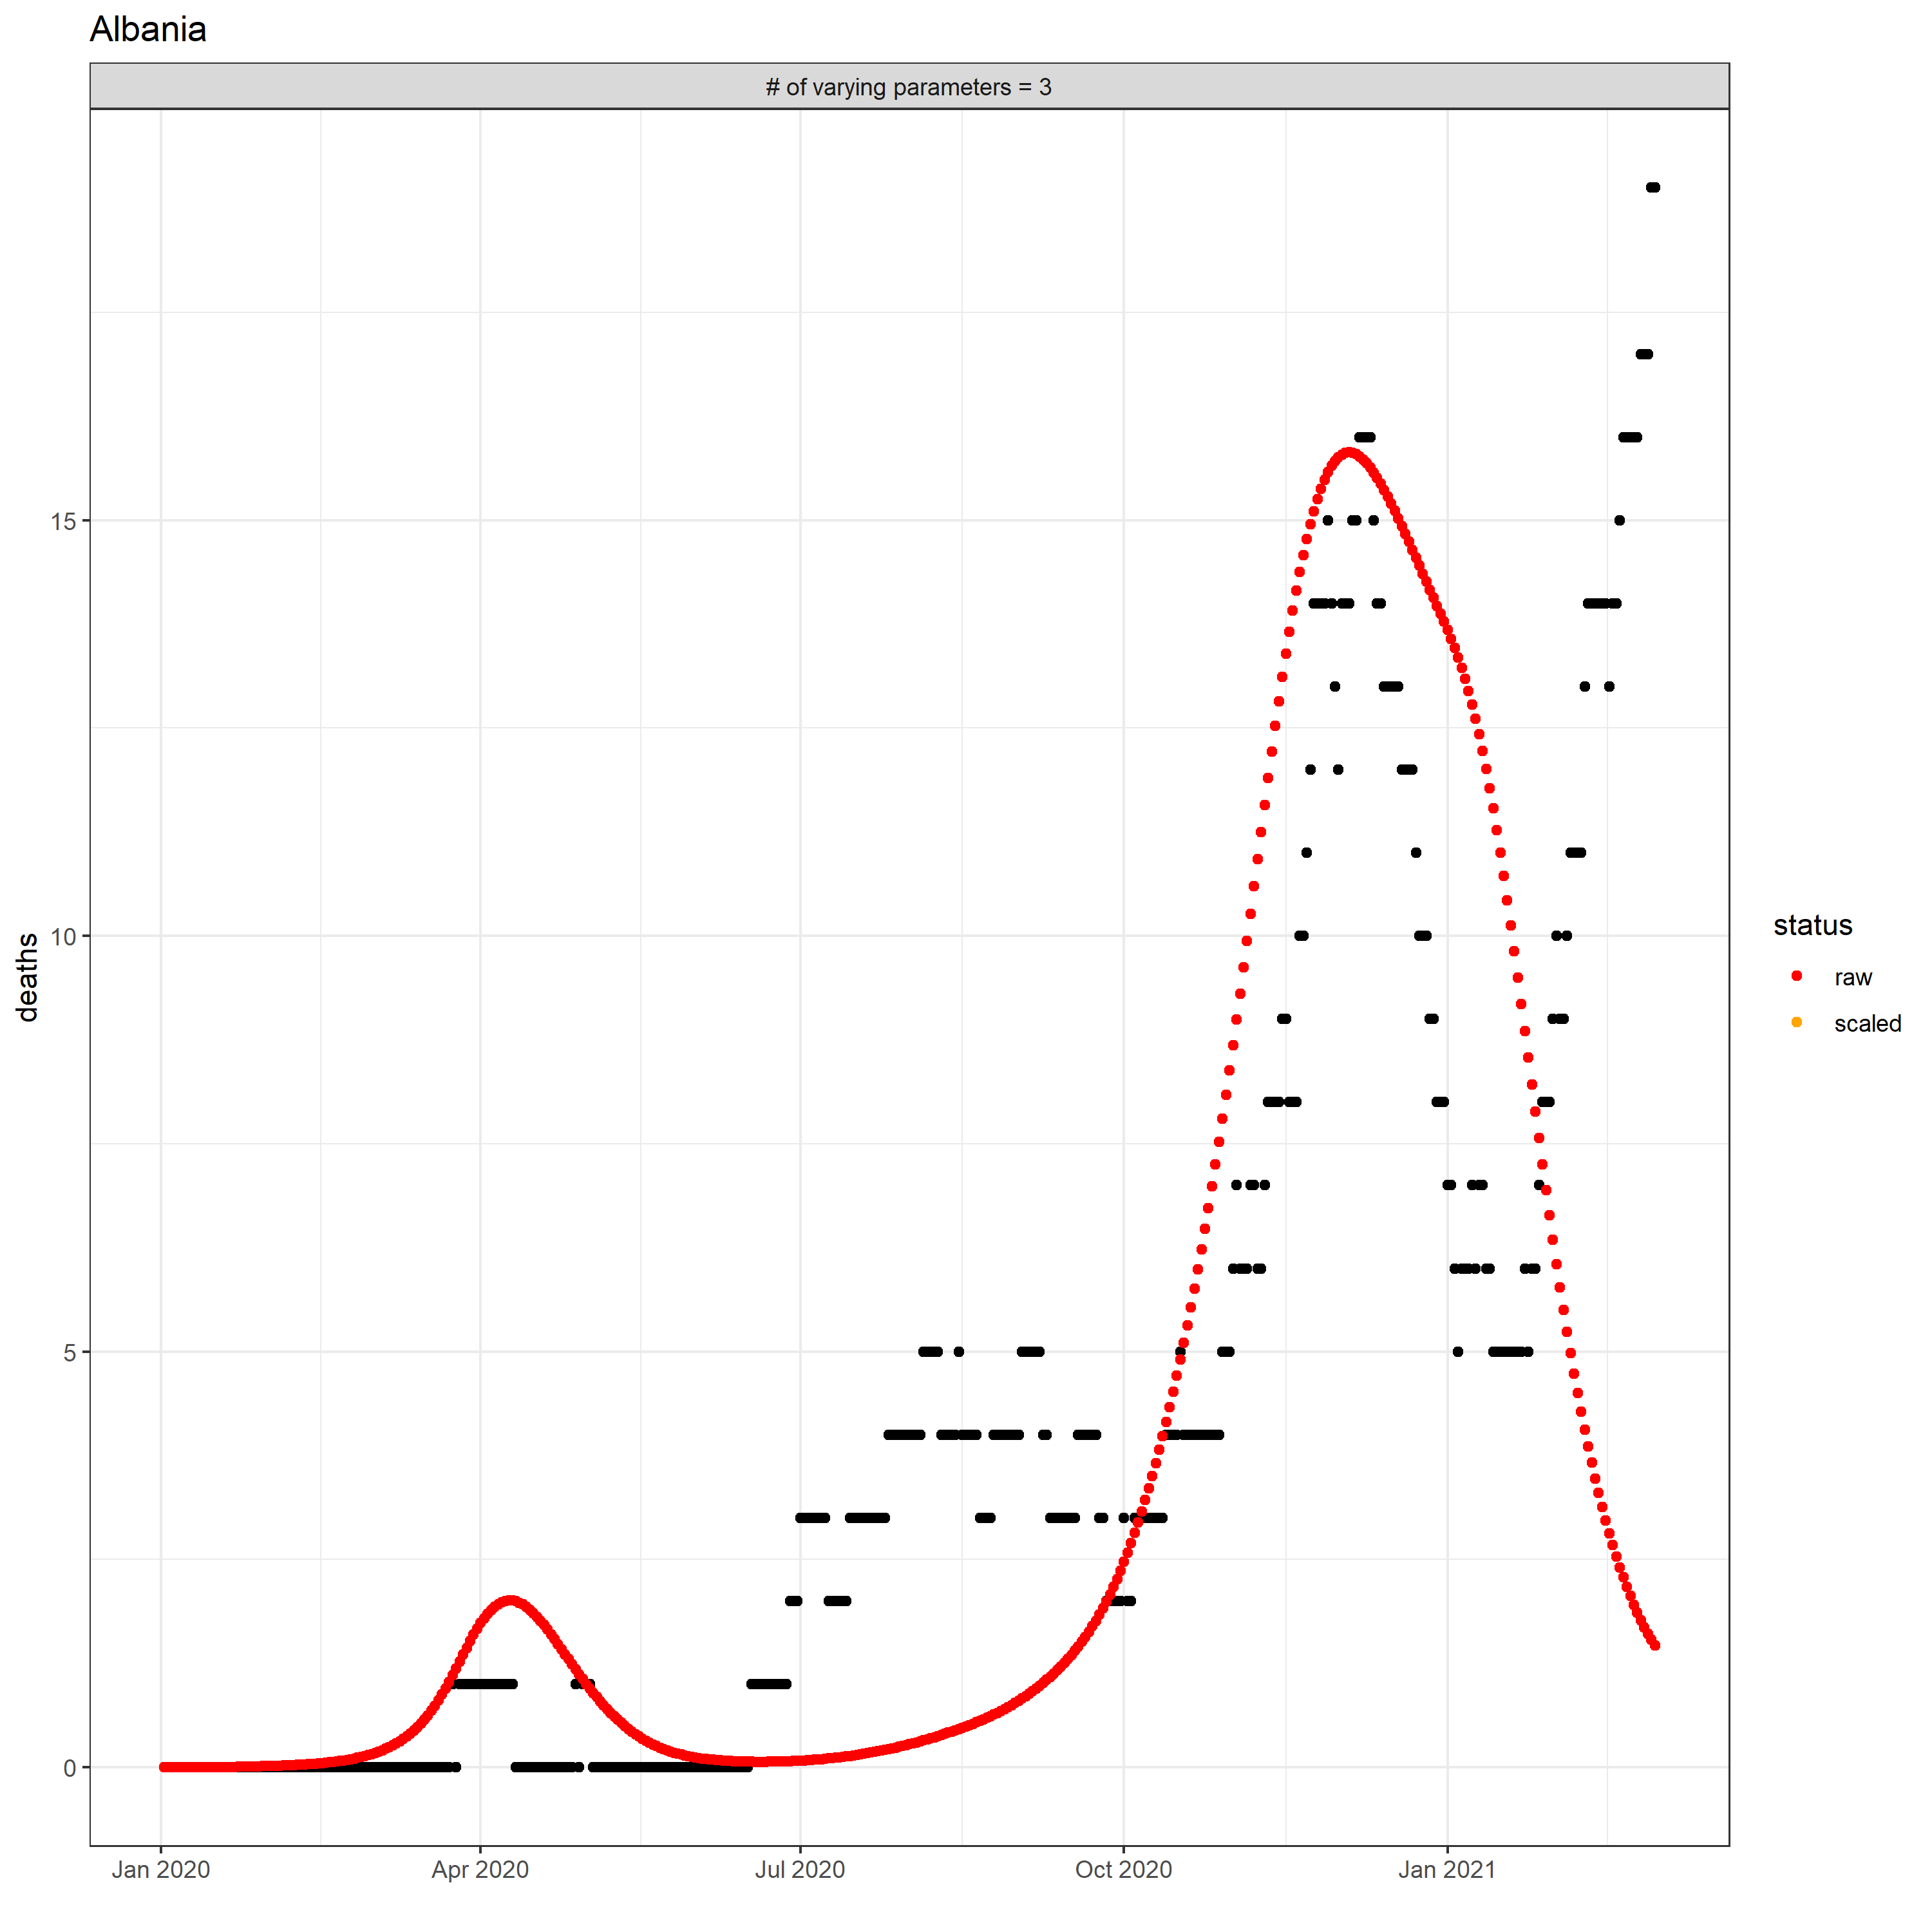 Albania
# of varying parameters = 3
15
10
5
0
deaths
Jan 2020
Apr 2020
Jul 2020
Oct 2020
Jan 2021
status
raw
scaled